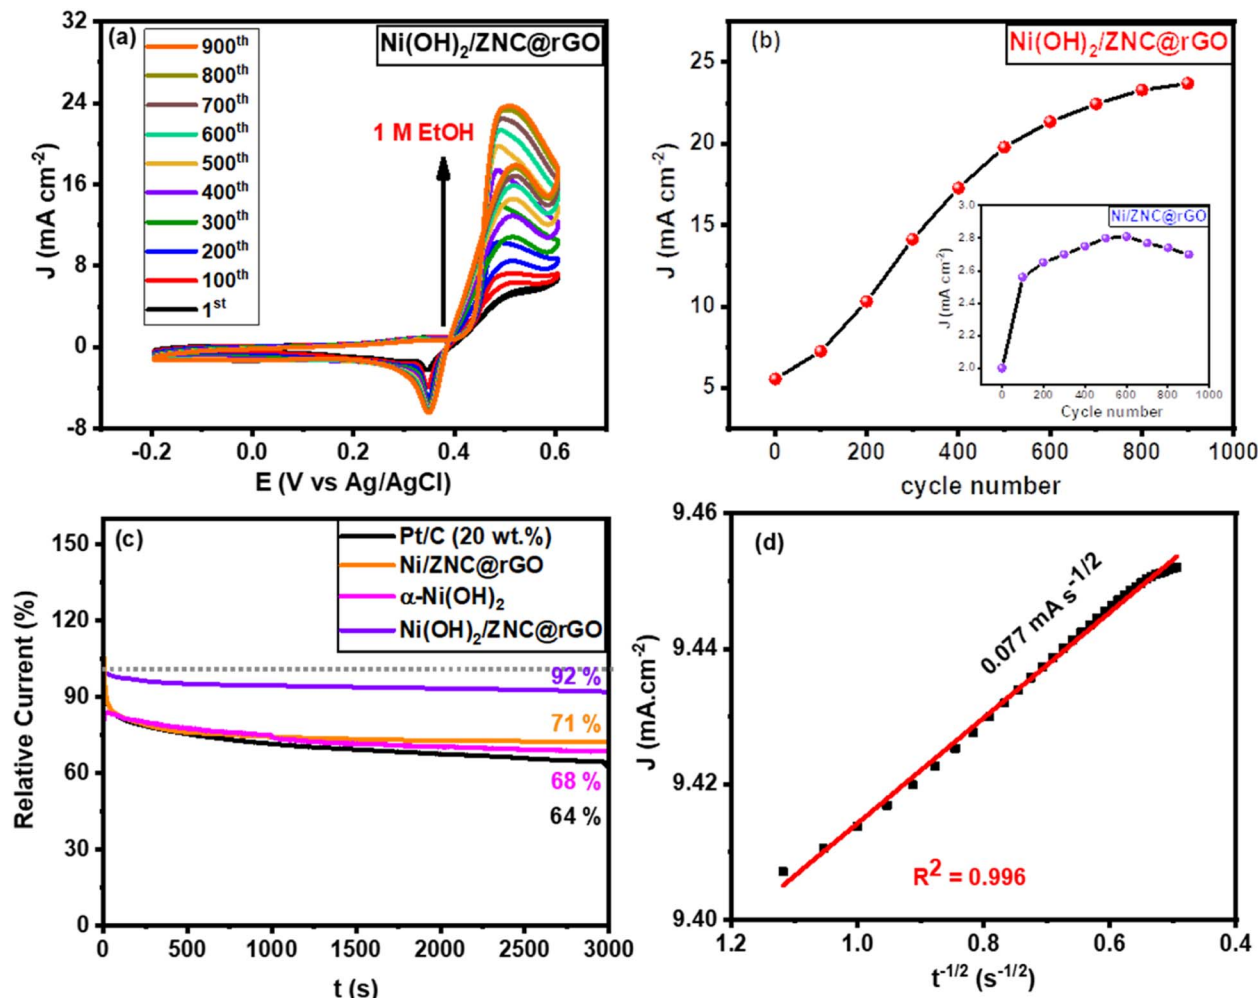 (a)
Ni(OH)₂/ZNC@rGO
900ᵗʰ
800ᵗʰ
700ᵗʰ
600ᵗʰ
500ᵗʰ
400ᵗʰ
300ᵗʰ
200ᵗʰ
100ᵗʰ
1ˢᵗ
1 M EtOH
J (mA cm⁻²)
32
24
16
8
0
-8
-0.2
0.0
0.2
0.4
0.6
E (V vs Ag/AgCl)
(b)
Ni(OH)₂/ZNC@rGO
J (mA cm⁻²)
25
20
15
10
5
0
200
400
600
800
1000
cycle number
Ni/ZNC@rGO
J (mA cm⁻²)
3.0
2.8
2.6
2.4
2.2
2.0
0
200
400
600
800
1000
Cycle number
(c)
Pt/C (20 wt.%)
Ni/ZNC@rGO
α-Ni(OH)₂
Ni(OH)₂/ZNC@rGO
92 %
71 %
68 %
64 %
Relative Current (%)
150
120
90
60
30
0
0
500
1000
1500
2000
2500
3000
t (s)
(d)
0.077 mA s⁻¹ᐟ²
R² = 0.996
J (mA.cm⁻²)
9.46
9.44
9.42
9.40
1.2
1.0
0.8
0.6
0.4
t⁻¹ᐟ² (s⁻¹ᐟ²)